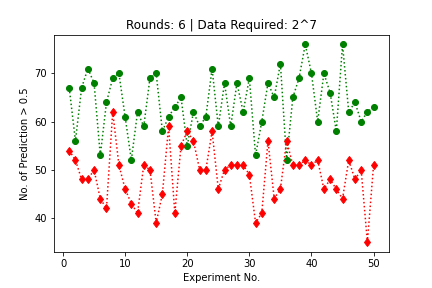 Rounds: 6 | Data Required: 2^7
No. of Prediction > 0.5
70
60
50
40
0 10 20 30 40 50
Experiment No.